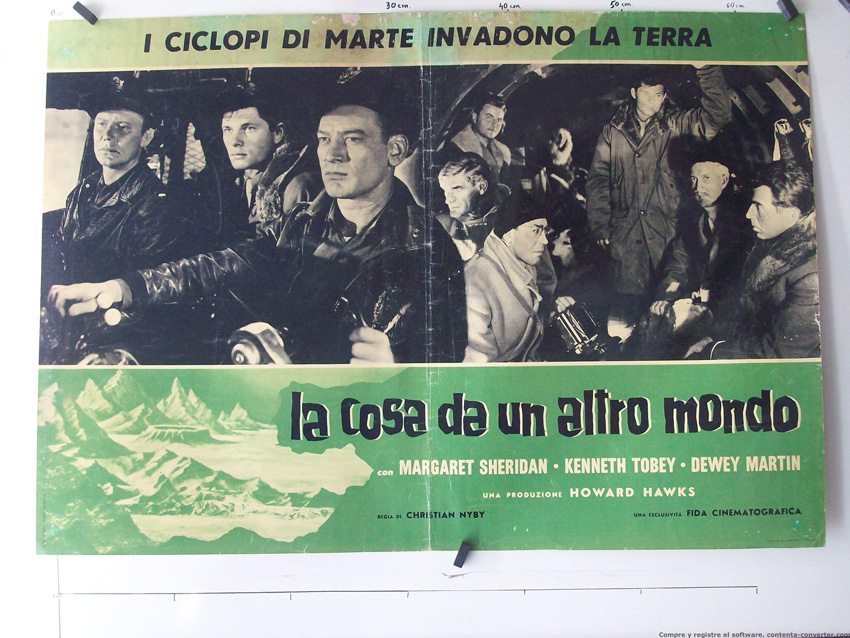 30 cm.
40 cm.
50 cm.
60 cm.
I CICLOPI DI MARTE INVADONO LA TERRA
la cosa da un altro mondo
con MARGARET SHERIDAN • KENNETH TOBEY • DEWEY MARTIN
UNA PRODUZIONE HOWARD HAWKS
REGIA DI CHRISTIAN NYBY
UNA ESCLUSIVITÀ FIDA CINEMATOGRAFICA
Compre y registre el software. contenta-converter.com